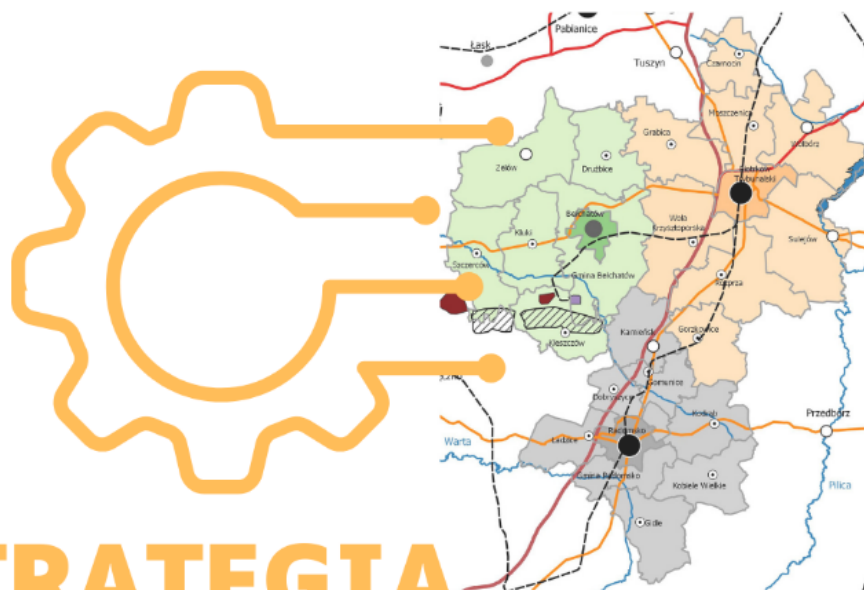 Pabianice
Łask
Tuszyn
Czarnocin
Moszczenica
Grabica
Wolbórz
Zelów
Drużbice
Piotrków
Trybunalski
Bełchatów
Wola
Krzysztoporska
Kluki
Sulejów
Szczerców
Gmina Bełchatów
Rozprza
Kamieńsk
Gorzkowice
Kleszczów
Gomunice
Dobryszyce
Kodrąb
Przedbórz
Radomsko
Ładzice
Warta
Gmina Radomsko
Kobiele Wielkie
Pilica
Gidle
TRATEGIA